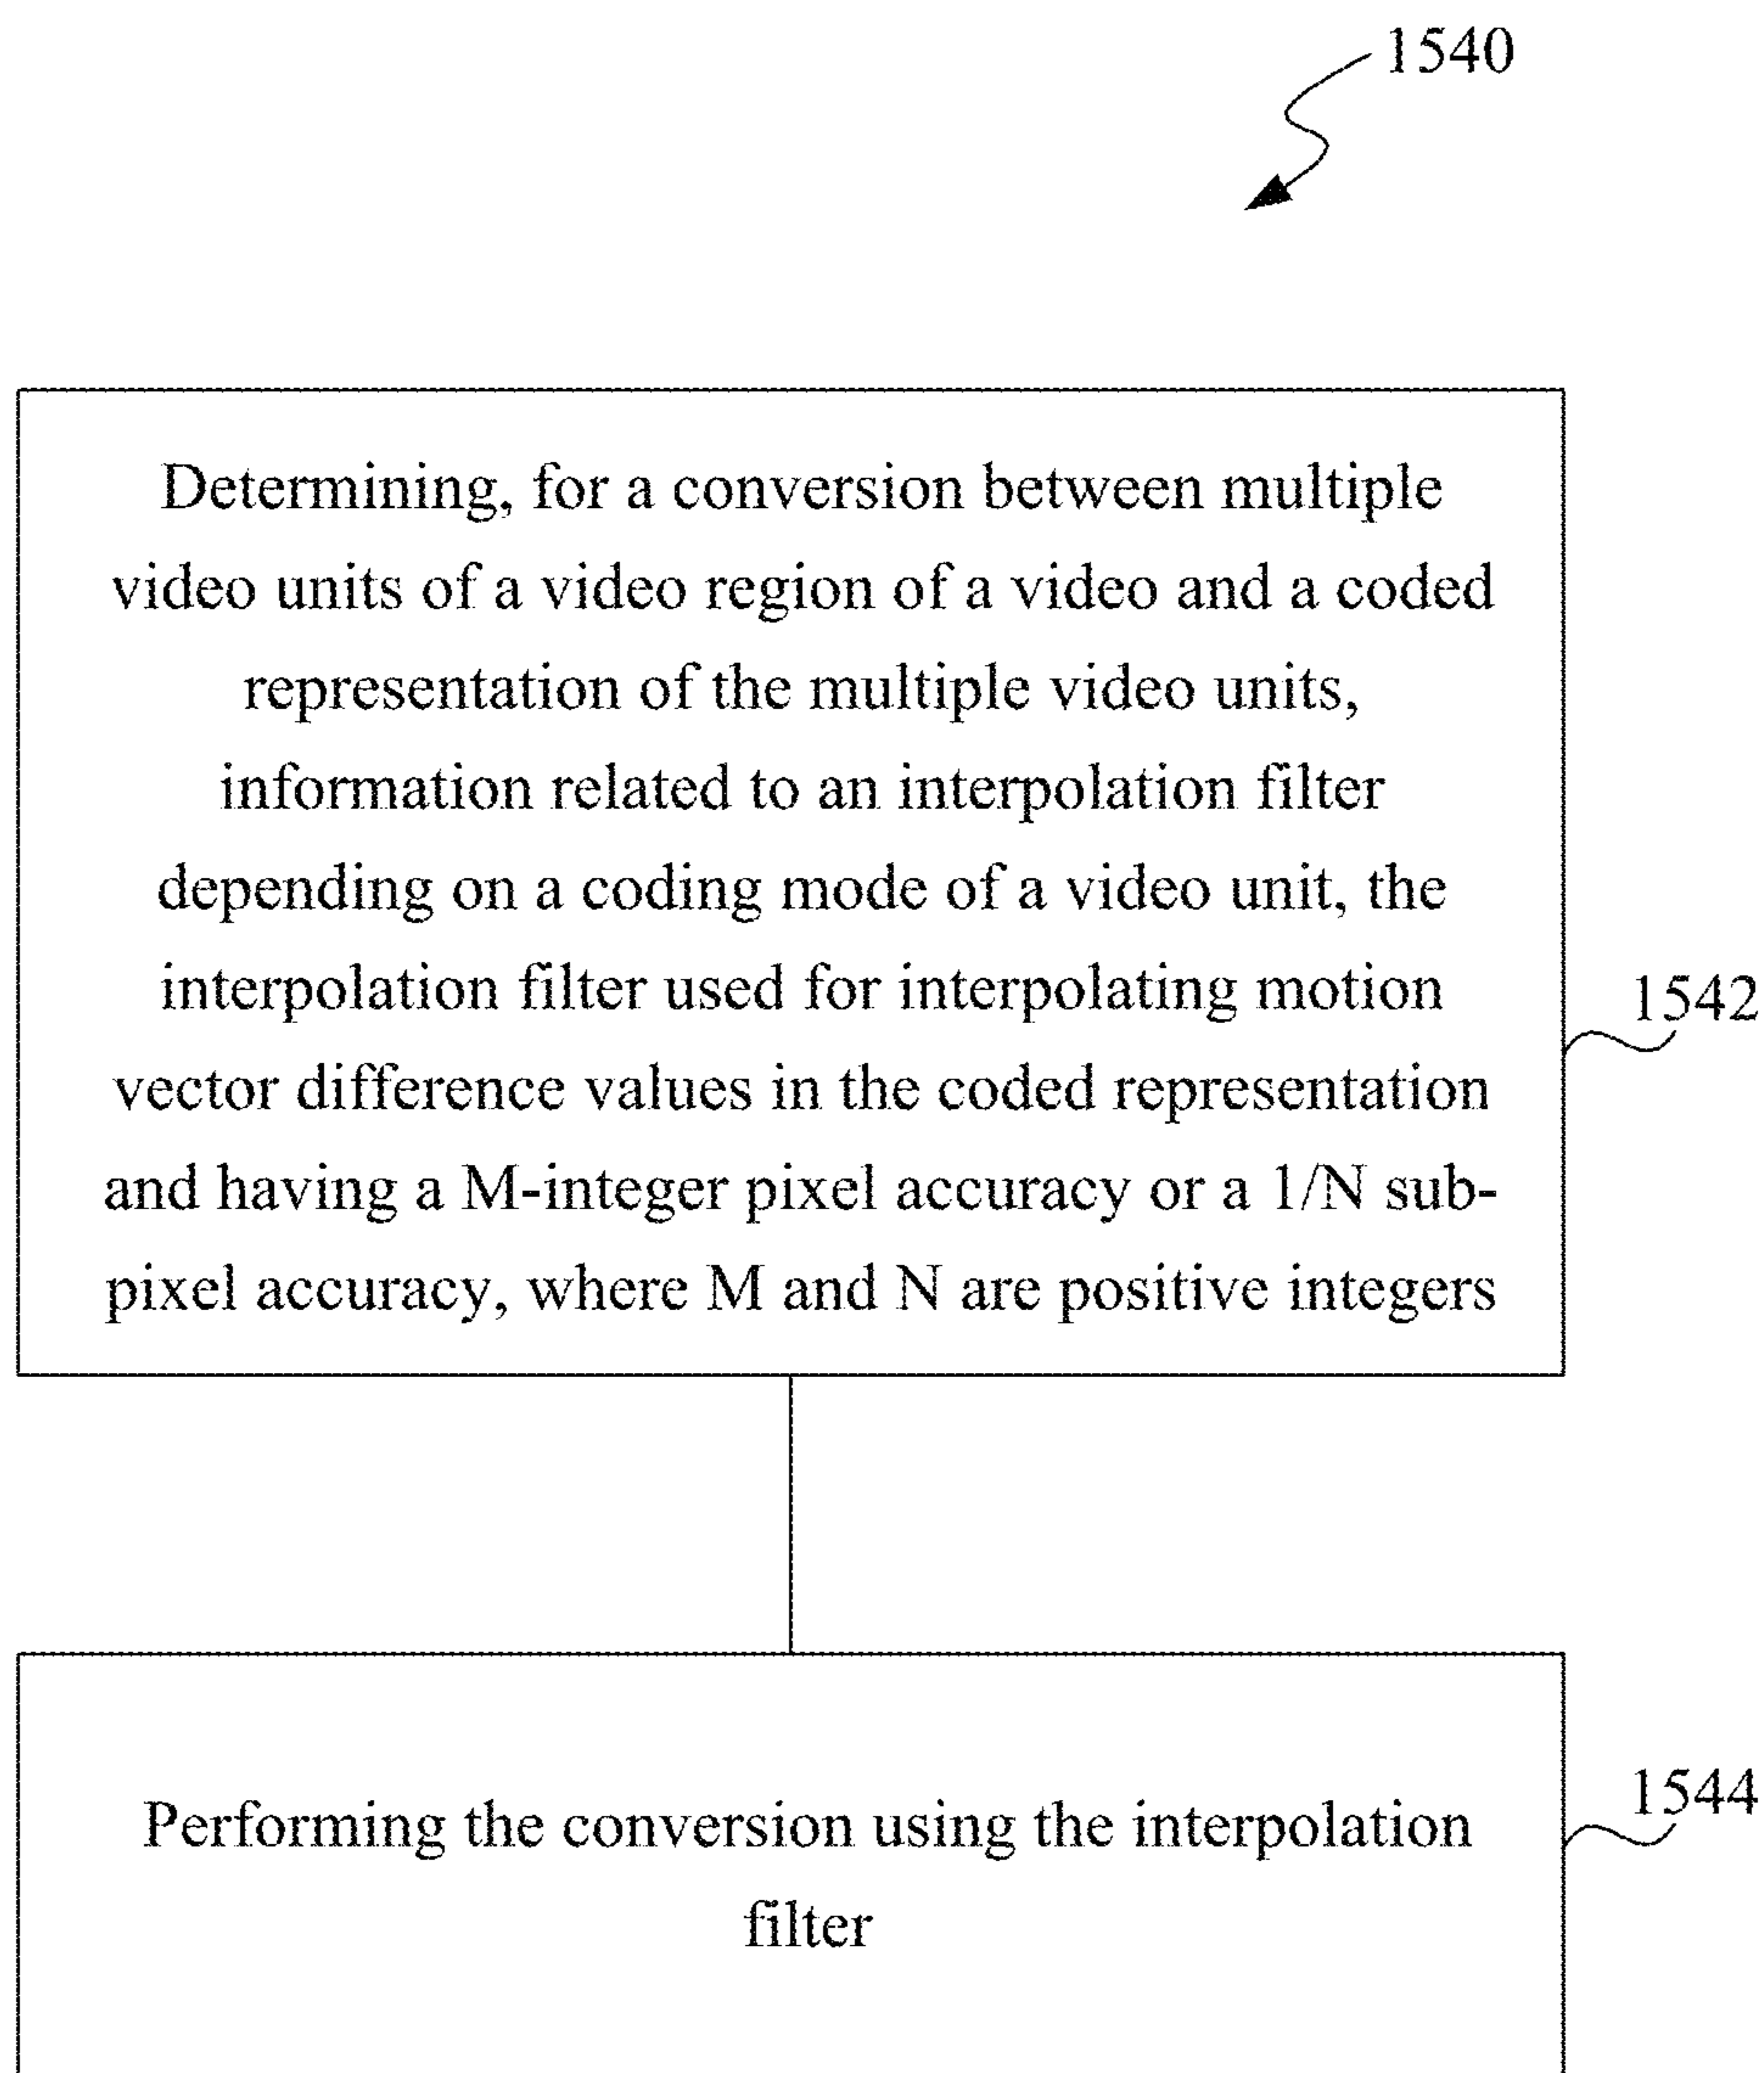 1540
Determining, for a conversion between multiple
video units of a video region of a video and a coded
representation of the multiple video units,
information related to an interpolation filter
depending on a coding mode of a video unit, the
interpolation filter used for interpolating motion
vector difference values in the coded representation
and having a M-integer pixel accuracy or a 1/N sub-
pixel accuracy, where M and N are positive integers
1542
Performing the conversion using the interpolation
filter
1544